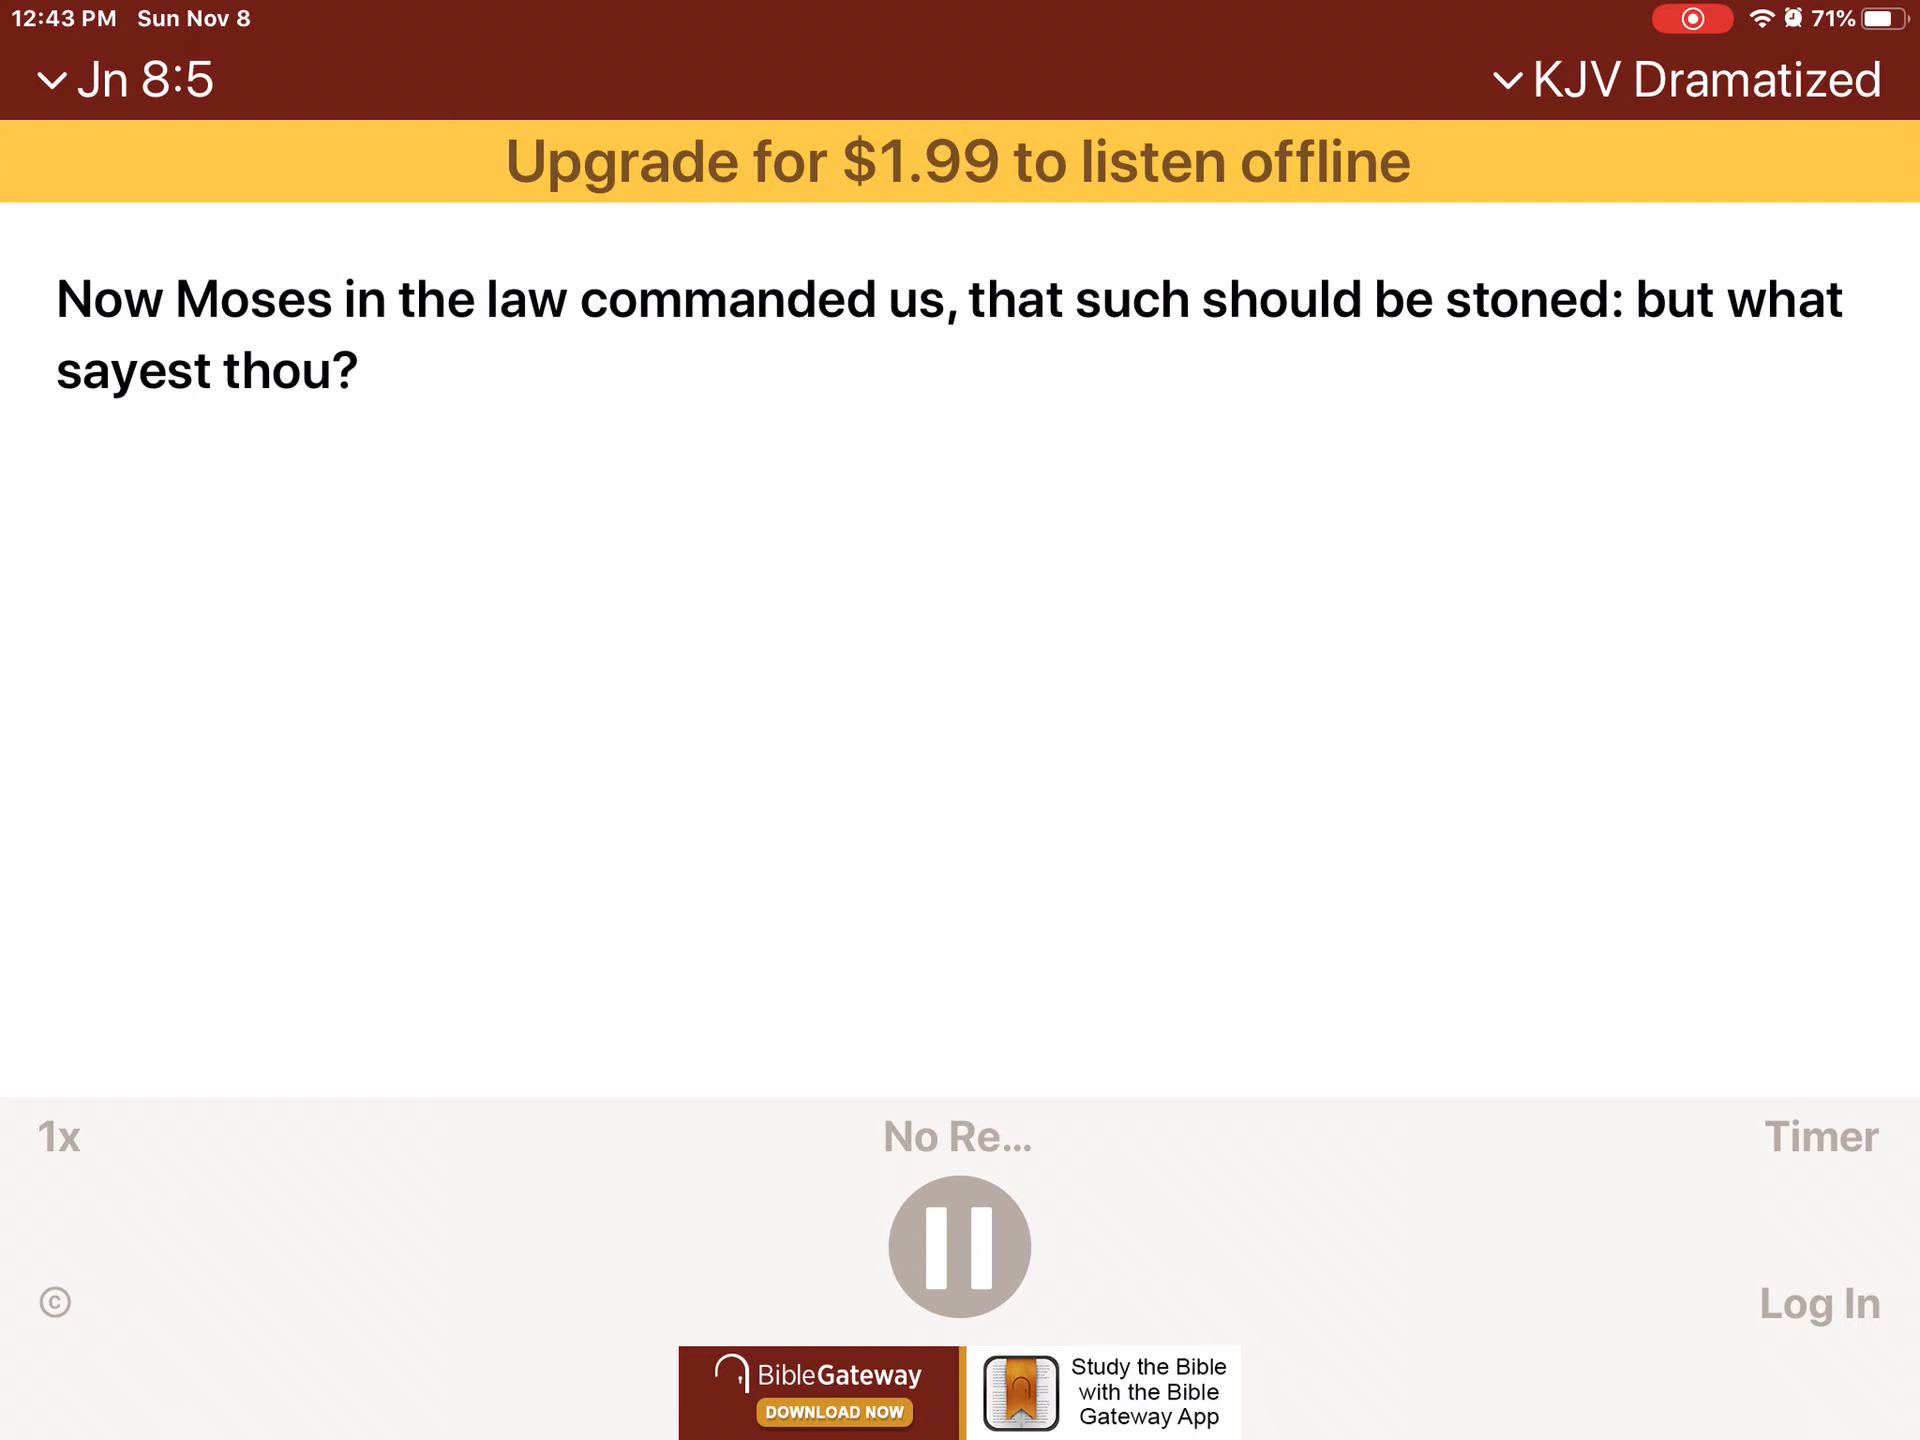 12:43 PM Sun Nov 8
71%
Jn 8:5
KJV Dramatized
Upgrade for $1.99 to listen offline
Now Moses in the law commanded us, that such should be stoned: but what
sayest thou?
1x
No Re...
Timer
©
Log In
BibleGateway
DOWNLOAD NOW
Study the Bible
with the Bible
Gateway App